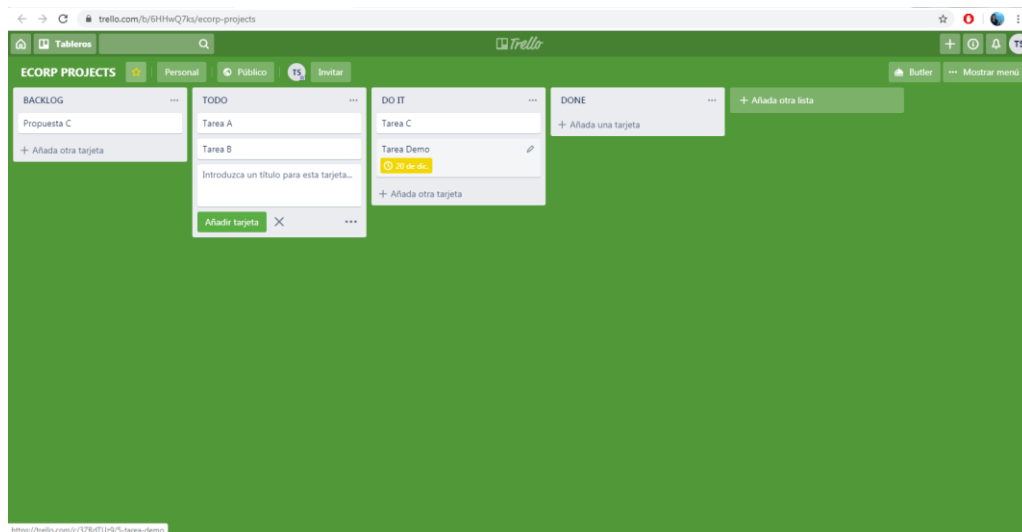 trello.com/b/6HHwQ7ks/ecorp-projects
Tableros
Trello
TS
ECORP PROJECTS
Personal
Público
TS
Invitar
Butler
Mostrar menú
BACKLOG
Propuesta C
+ Añada otra tarjeta
TODO
Tarea A
Tarea B
Introduzca un título para esta tarjeta...
Añadir tarjeta
DO IT
Tarea C
Tarea Demo
20 de dic.
+ Añada otra tarjeta
DONE
+ Añada una tarjeta
+ Añada otra lista